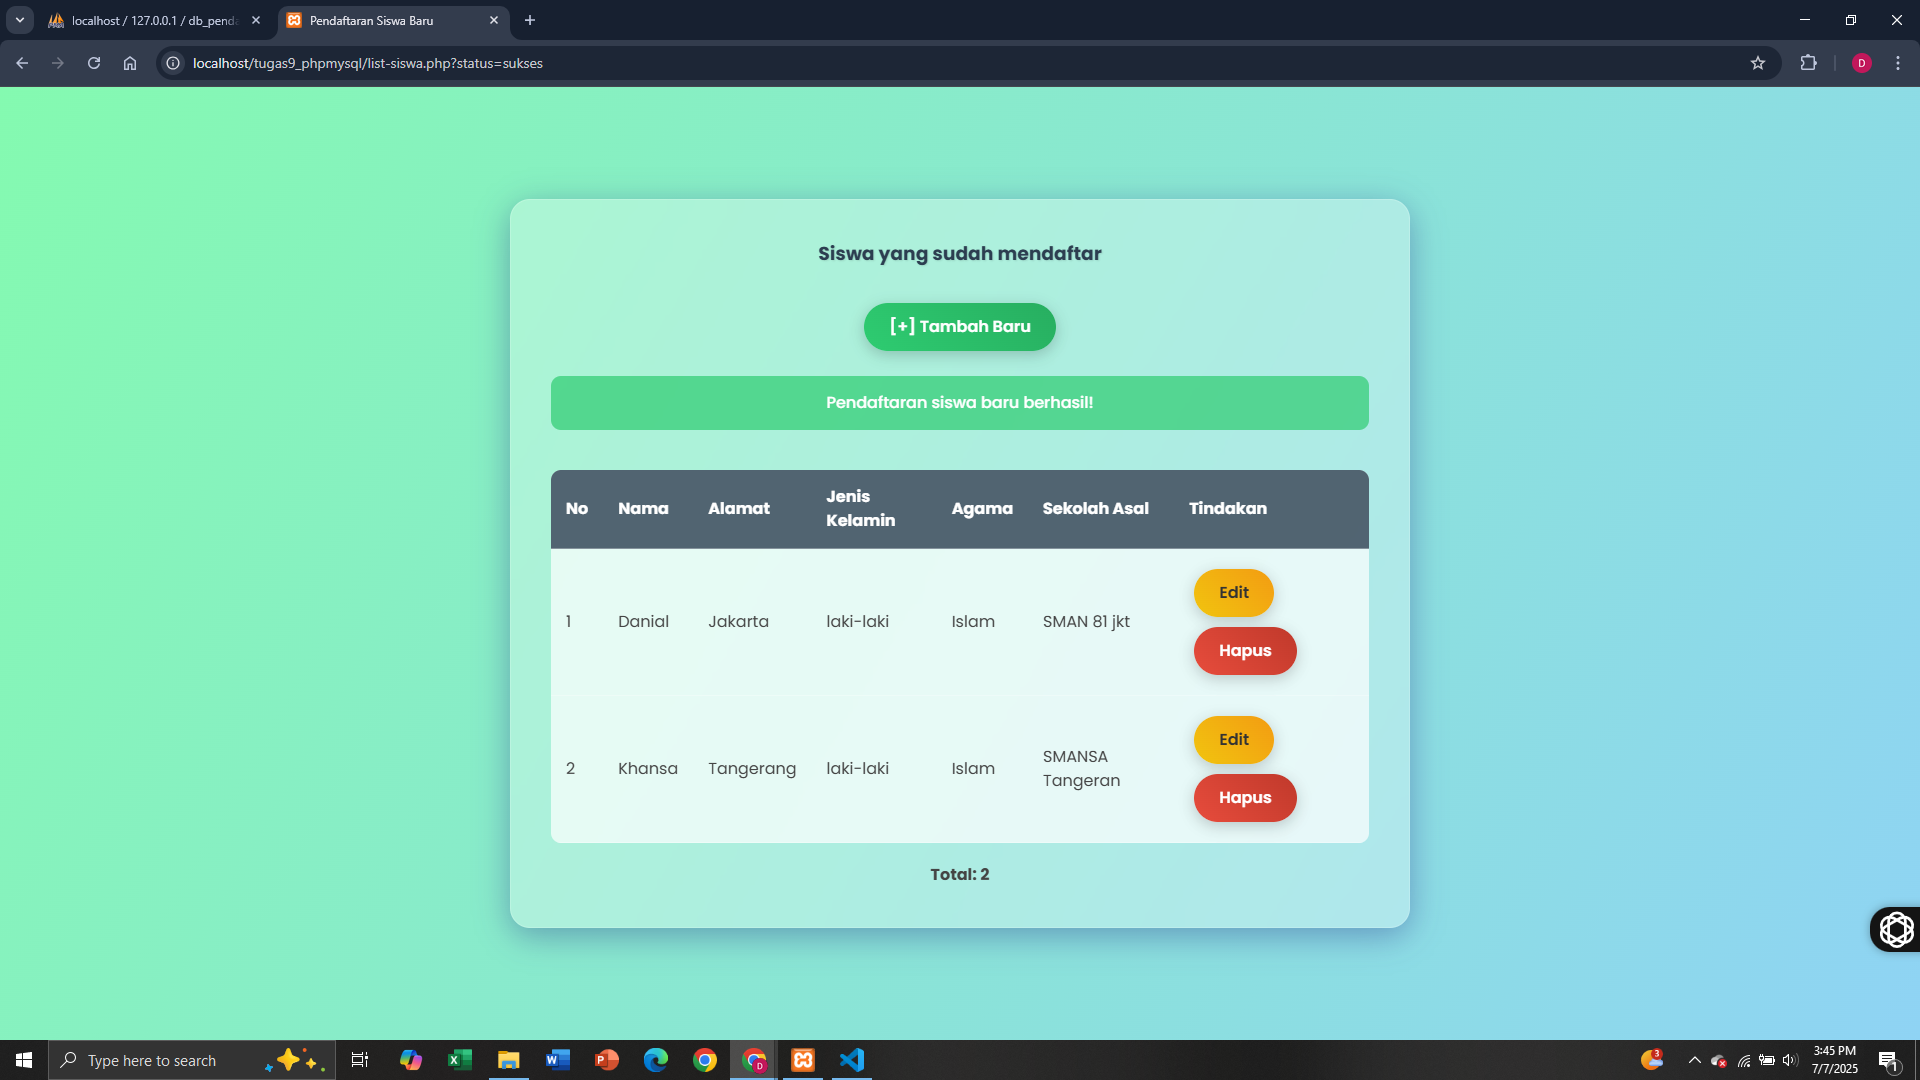 localhost / 127.0.0.1 / db_penda
Pendaftaran Siswa Baru
localhost/tugas9_phpmysql/list-siswa.php?status=sukses
D
Siswa yang sudah mendaftar
[+] Tambah Baru
Pendaftaran siswa baru berhasil!
No Nama Alamat Jenis Kelamin Agama Sekolah Asal Tindakan
1 Danial Jakarta laki-laki Islam SMAN 81 jkt
Edit
Hapus
2 Khansa Tangerang laki-laki Islam SMANSA Tangeran
Edit
Hapus
Total: 2
Type here to search
3
3:45 PM
7/7/2025
1